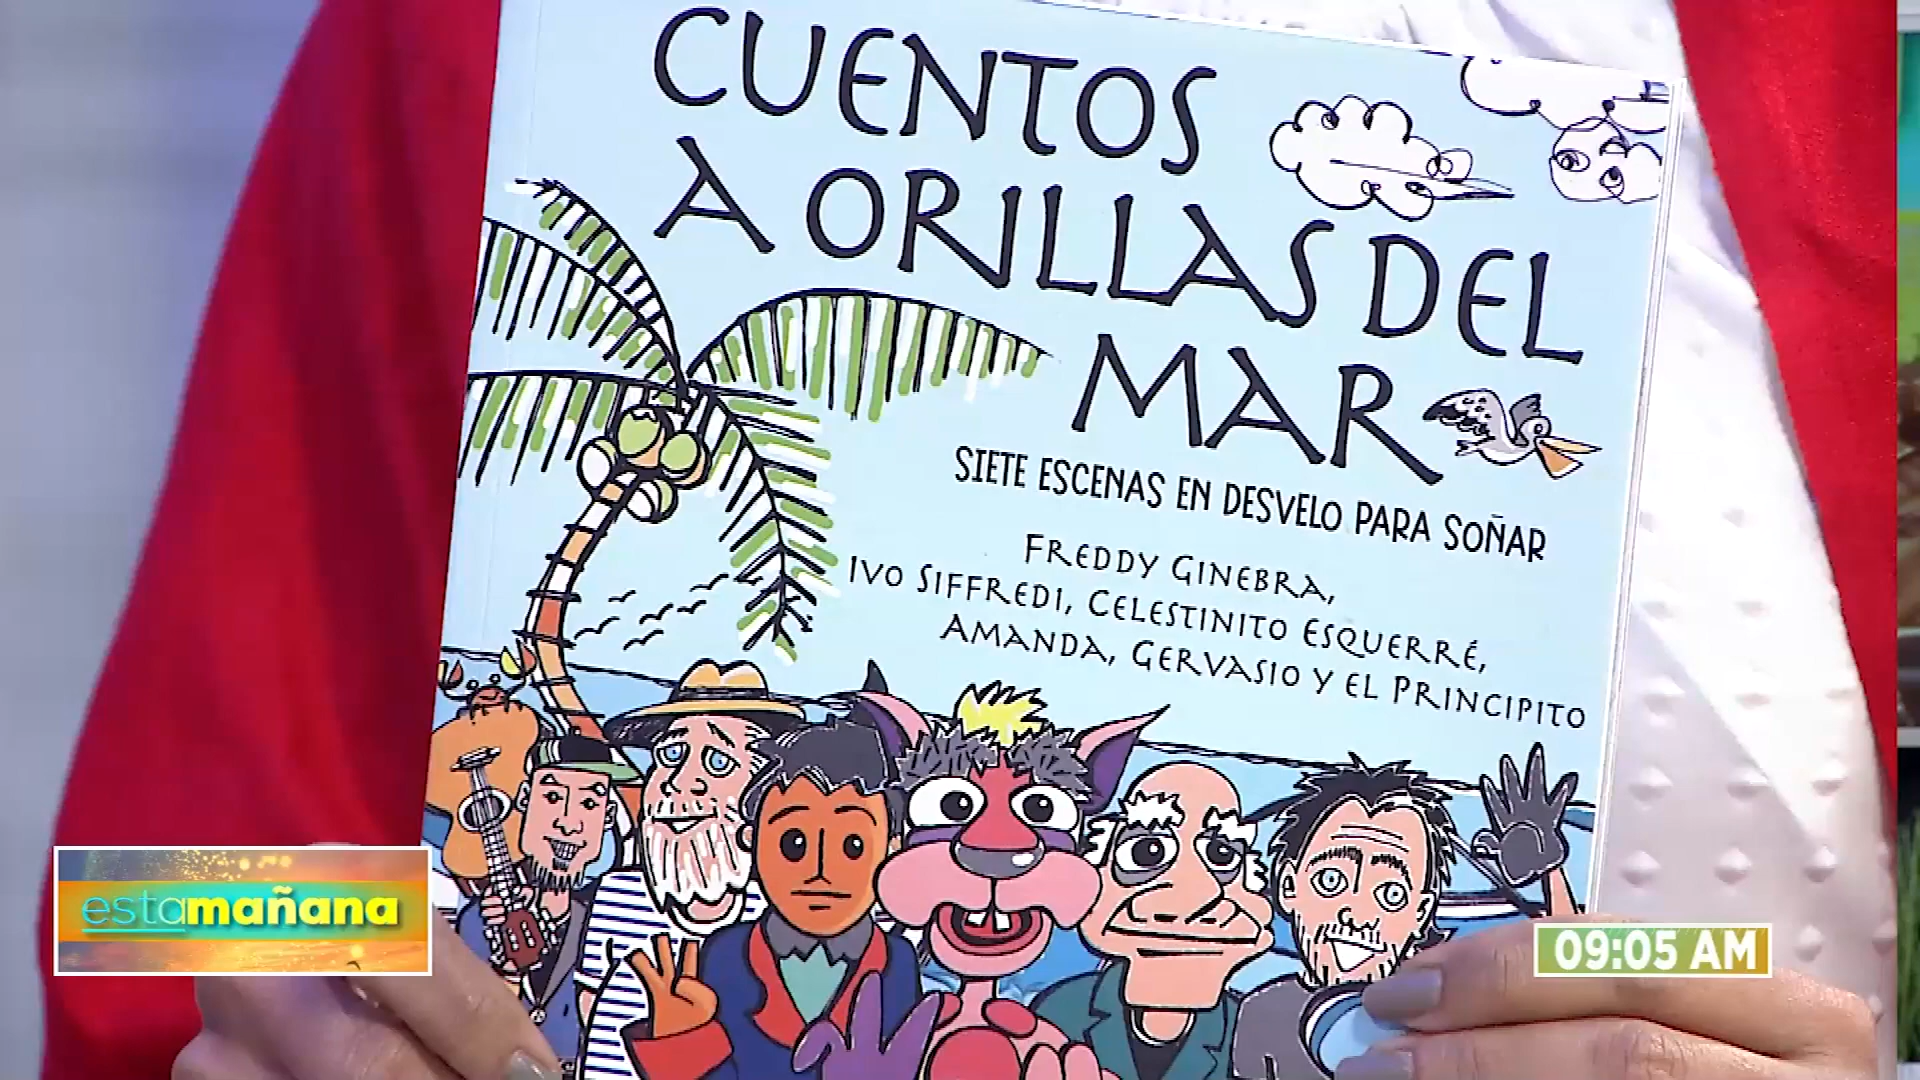 CUENTOS
A ORILLAS DEL
MAR
SIETE ESCENAS EN DESVELO PARA SOÑAR
FREDDY GINEBRA,
IVO SIFFREDI, CELESTINITO ESQUERRÉ,
AMANDA, GERVASIO Y EL PRINCIPITO
estamañana
09:05 AM